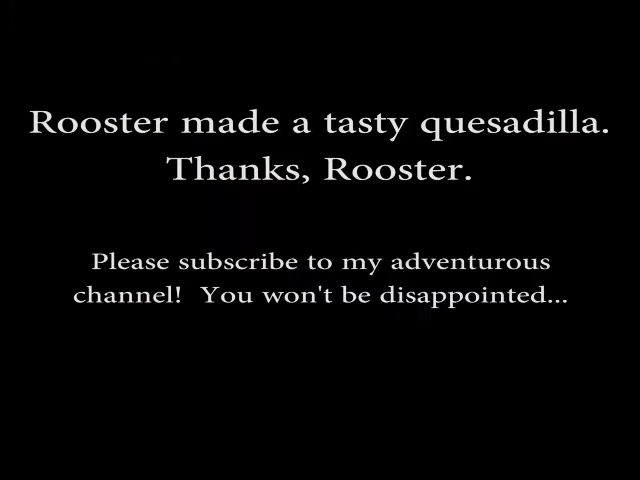 Rooster made a tasty quesadilla.
Thanks, Rooster.
Please subscribe to my adventurous
channel!  You won't be disappointed...